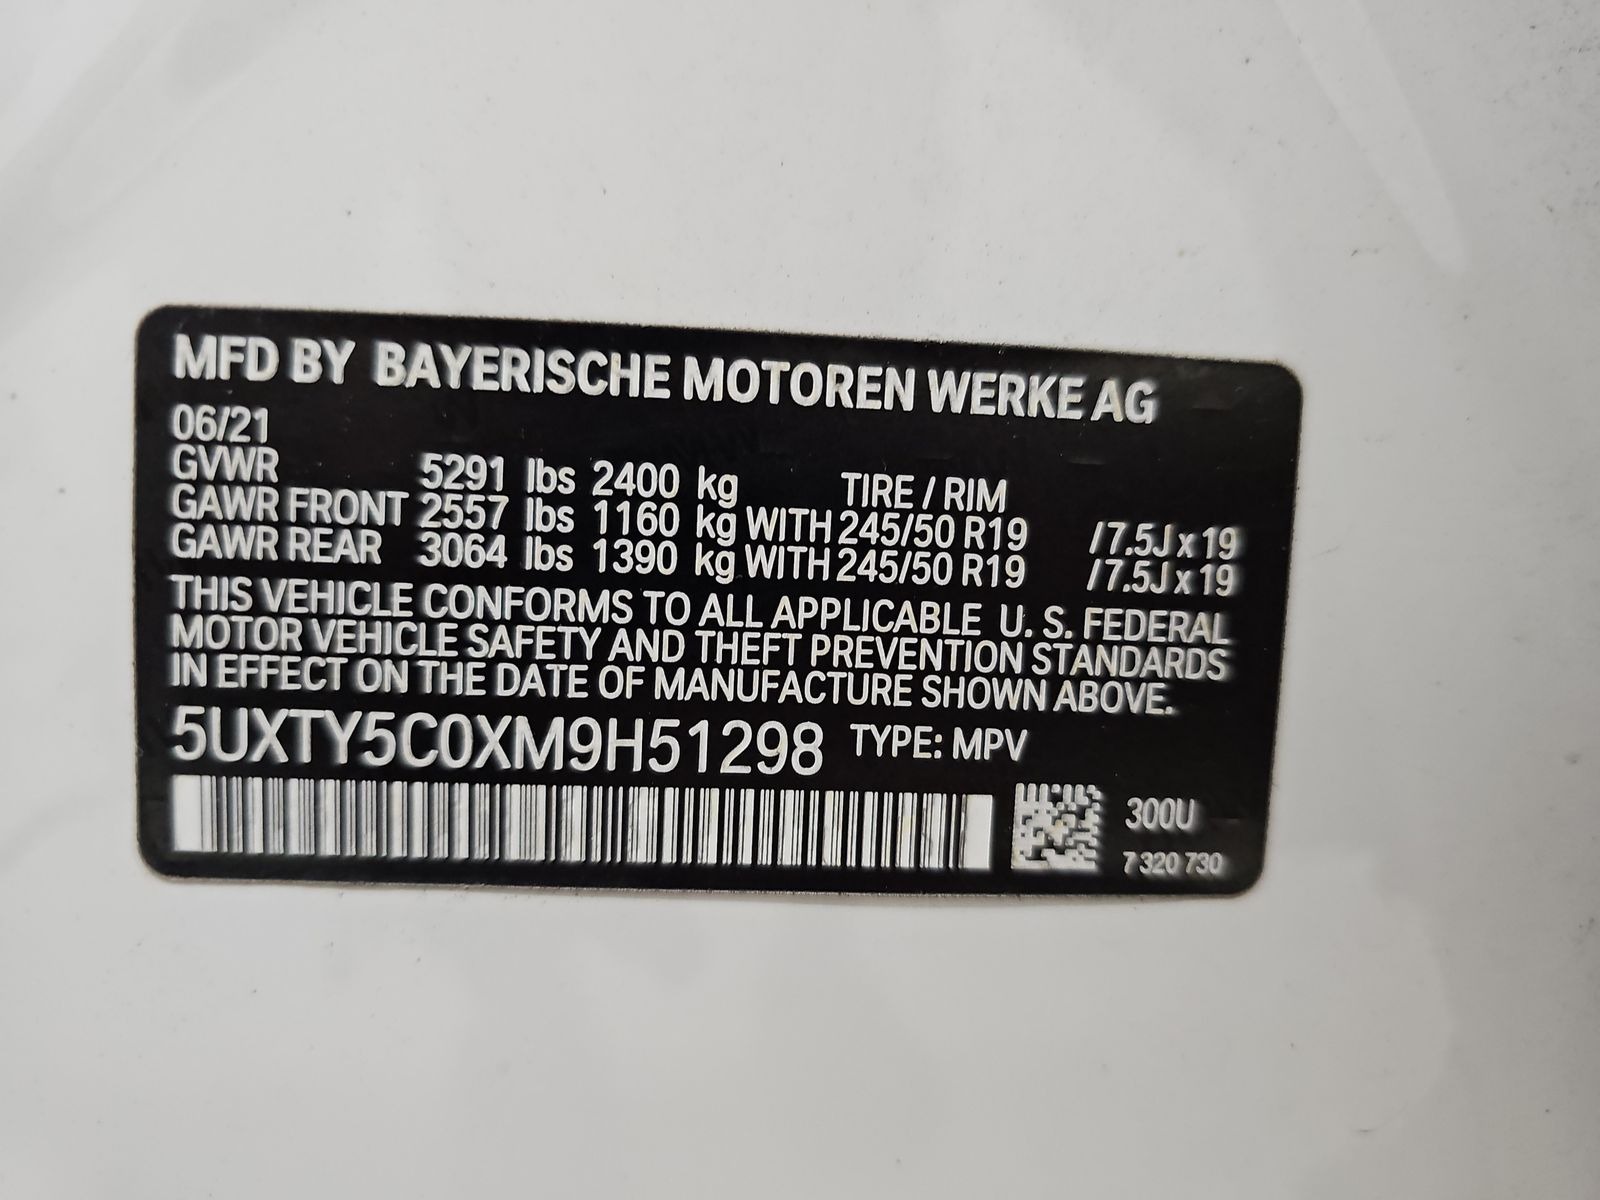 MFD BY BAYERISCHE MOTOREN WERKE AG
06/21
GVWR 5291 lbs 2400 kg TIRE / RIM
GAWR FRONT 2557 lbs 1160 kg WITH 245/50 R19 /7.5J x 19
GAWR REAR 3064 lbs 1390 kg WITH 245/50 R19 /7.5J x 19
THIS VEHICLE CONFORMS TO ALL APPLICABLE U. S. FEDERAL
MOTOR VEHICLE SAFETY AND THEFT PREVENTION STANDARDS
IN EFFECT ON THE DATE OF MANUFACTURE SHOWN ABOVE.
5UXTY5C0XM9H51298 TYPE: MPV
300U
7 320 730